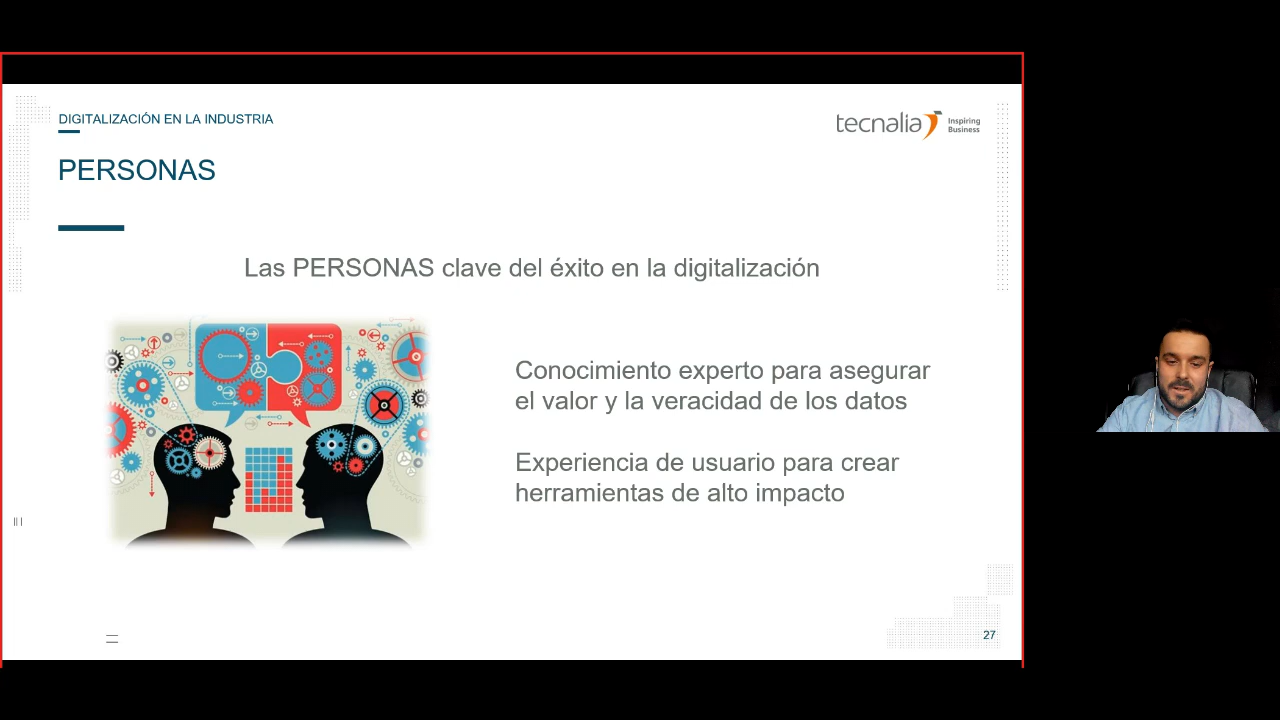 DIGITALIZACIÓN EN LA INDUSTRIA
tecnalia Inspiring
Business
PERSONAS
Las PERSONAS clave del éxito en la digitalización
Conocimiento experto para asegurar
el valor y la veracidad de los datos
Experiencia de usuario para crear
herramientas de alto impacto
27